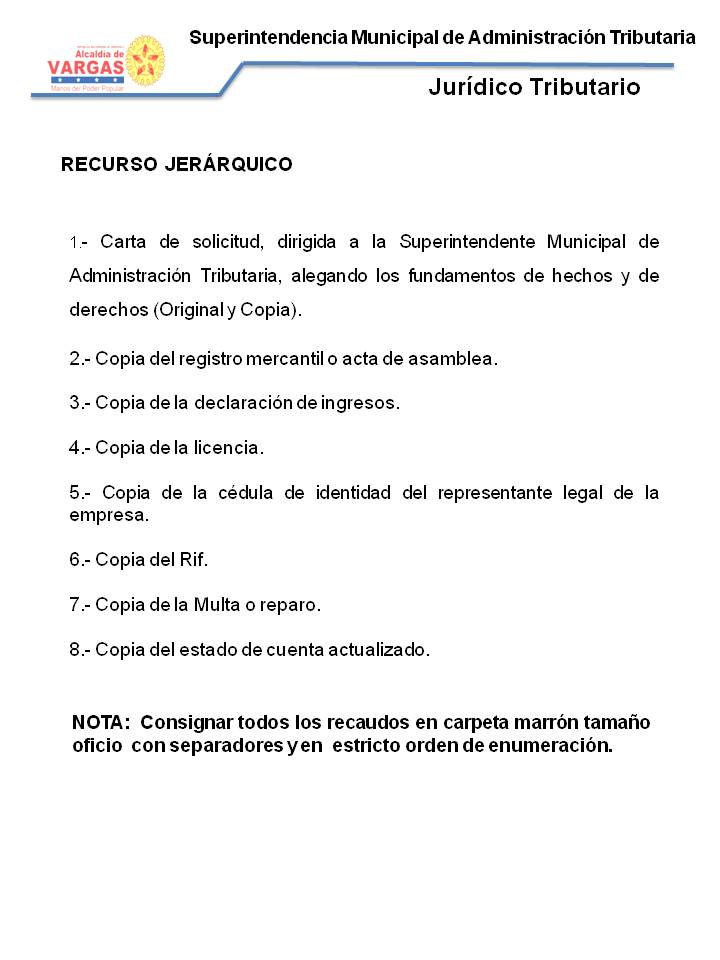 Superintendencia Municipal de Administración Tributaria
Alcaldía de
VARGAS
Manos del Poder Popular
Jurídico Tributario
RECURSO JERÁRQUICO
1.- Carta de solicitud, dirigida a la Superintendente Municipal de
Administración Tributaria, alegando los fundamentos de hechos y de
derechos (Original y Copia).
2.- Copia del registro mercantil o acta de asamblea.
3.- Copia de la declaración de ingresos.
4.- Copia de la licencia.
5.- Copia de la cédula de identidad del representante legal de la
empresa.
6.- Copia del Rif.
7.- Copia de la Multa o reparo.
8.- Copia del estado de cuenta actualizado.
NOTA: Consignar todos los recaudos en carpeta marrón tamaño
oficio con separadores y en estricto orden de enumeración.